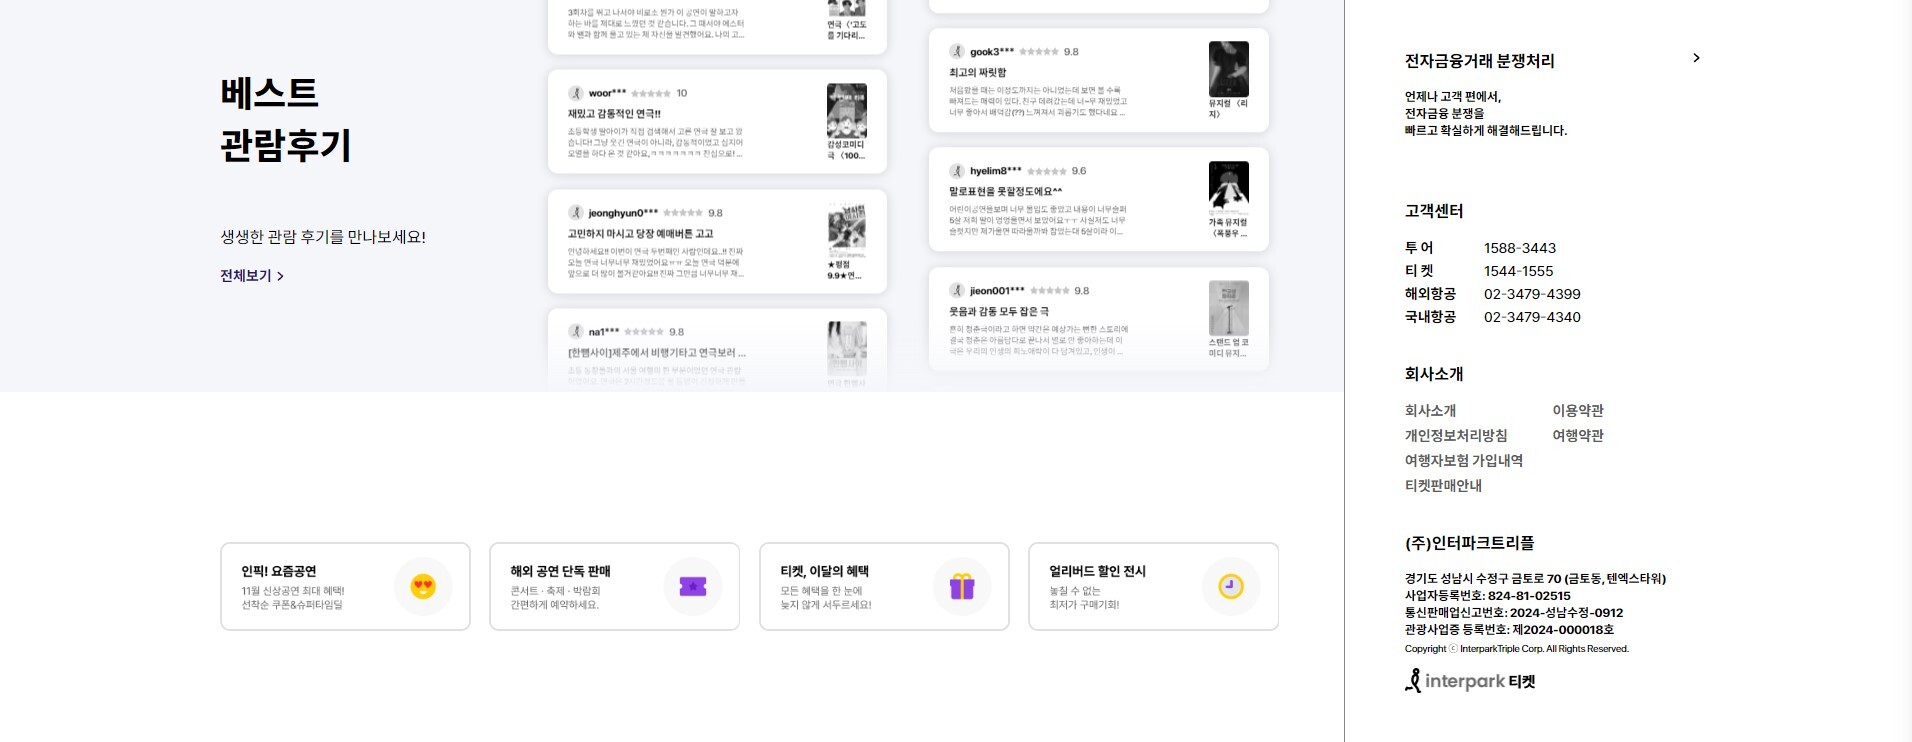 베스트
관람후기
생생한 관람 후기를 만나보세요!
전체보기 >
3회차를 뛰고 나서야 비로소 뭔가 이 공연이 말하고자
하는 바를 제대로 느꼈던 것 같습니다. 그 때서야 에스터
와 밸과 함께 울고 있는 제 자신을 발견했어요. 나의 고...
연극 〈'고도
를 기다리...
woor*** ★★★★★ 10
재밌고 감동적인 연극!!
초등학생 딸아이가 직접 검색해서 고른 연극 잘 보고 왔
습니다! 그냥 웃긴 연극이 아니라, 감동적이었고 심지어
오열을 하다 온 것 같아요,ㅋㅋㅋㅋㅋㅋㅋ 진심으로! ...
감성코미디
극 〈100...
jeonghyun0*** ★★★★★ 9.8
고민하지 마시고 당장 예매버튼 고고
안녕하세요!! 이번이 연극 두번째인 사람인데요..!! 진짜
오늘 연극 너무너무 재밌었어요ㅠㅠ 오늘 연극 덕분에
앞으로 더 많이 볼거같아요!! 진짜 그만큼 너무너무 재...
★평점
9.9★연...
na1*** ★★★★★ 9.8
[한뼘사이]제주에서 비행기타고 연극보러 ...
초등 동창들과의 서울 여행의 한 부분이었던 연극 관람
연극 한뼘사
gook3*** ★★★★★ 9.8
최고의 짜릿함
처음왔을 때는 이정도까지는 아니었는데 보면 볼 수록
빠져드는 매력이 있다. 친구 데려갔는데 너~무 재밌었고
너무 좋아서 배덕감(??) 느껴져서 괴롭기도 했다네요 ...
뮤지컬 〈리
지〉
hyelim8*** ★★★★★ 9.6
말로표현을 못할정도에요^^
어린이공연을보며 너무 몰입도 좋았고 내용이 너무슬퍼
5살 저희 딸이 엉엉울면서 보았어요ㅜㅜ 사실저도 너무
슬펏지만 제가울면 따라울까봐 참았는데 5살이라 이...
가족 뮤지컬
〈폭풍우 ...
jieon001*** ★★★★★ 9.8
웃음과 감동 모두 잡은 극
흔히 청춘극이라고 하면 약간은 예상가는 뻔한 스토리에
결국 청춘은 아름답다로 끝나서 별로 안 좋아하는데 이
극은 우리의 인생의 희노애락이 다 담겨있고, 인생이 ...
스탠드 업 코
미디 뮤지...
인픽! 요즘공연
11월 신상공연 최대 혜택!
선착순 쿠폰&슈퍼타임딜
해외 공연 단독 판매
콘서트 · 축제 · 박람회
간편하게 예약하세요.
티켓, 이달의 혜택
모든 혜택을 한 눈에
늦지 않게 서두르세요!
얼리버드 할인 전시
놓칠 수 없는
최저가 구매기회!
전자금융거래 분쟁처리 >
언제나 고객 편에서,
전자금융 분쟁을
빠르고 확실하게 해결해드립니다.
고객센터
투 어 1588-3443
티 켓 1544-1555
해외항공 02-3479-4399
국내항공 02-3479-4340
회사소개
회사소개 이용약관
개인정보처리방침 여행약관
여행자보험 가입내역
티켓판매안내
(주)인터파크트리플
경기도 성남시 수정구 금토로 70 (금토동, 텐엑스타워)
사업자등록번호: 824-81-02515
통신판매업신고번호: 2024-성남수정-0912
관광사업증 등록번호: 제2024-000018호
Copyright ⓒ InterparkTriple Corp. All Rights Reserved.
interpark 티켓